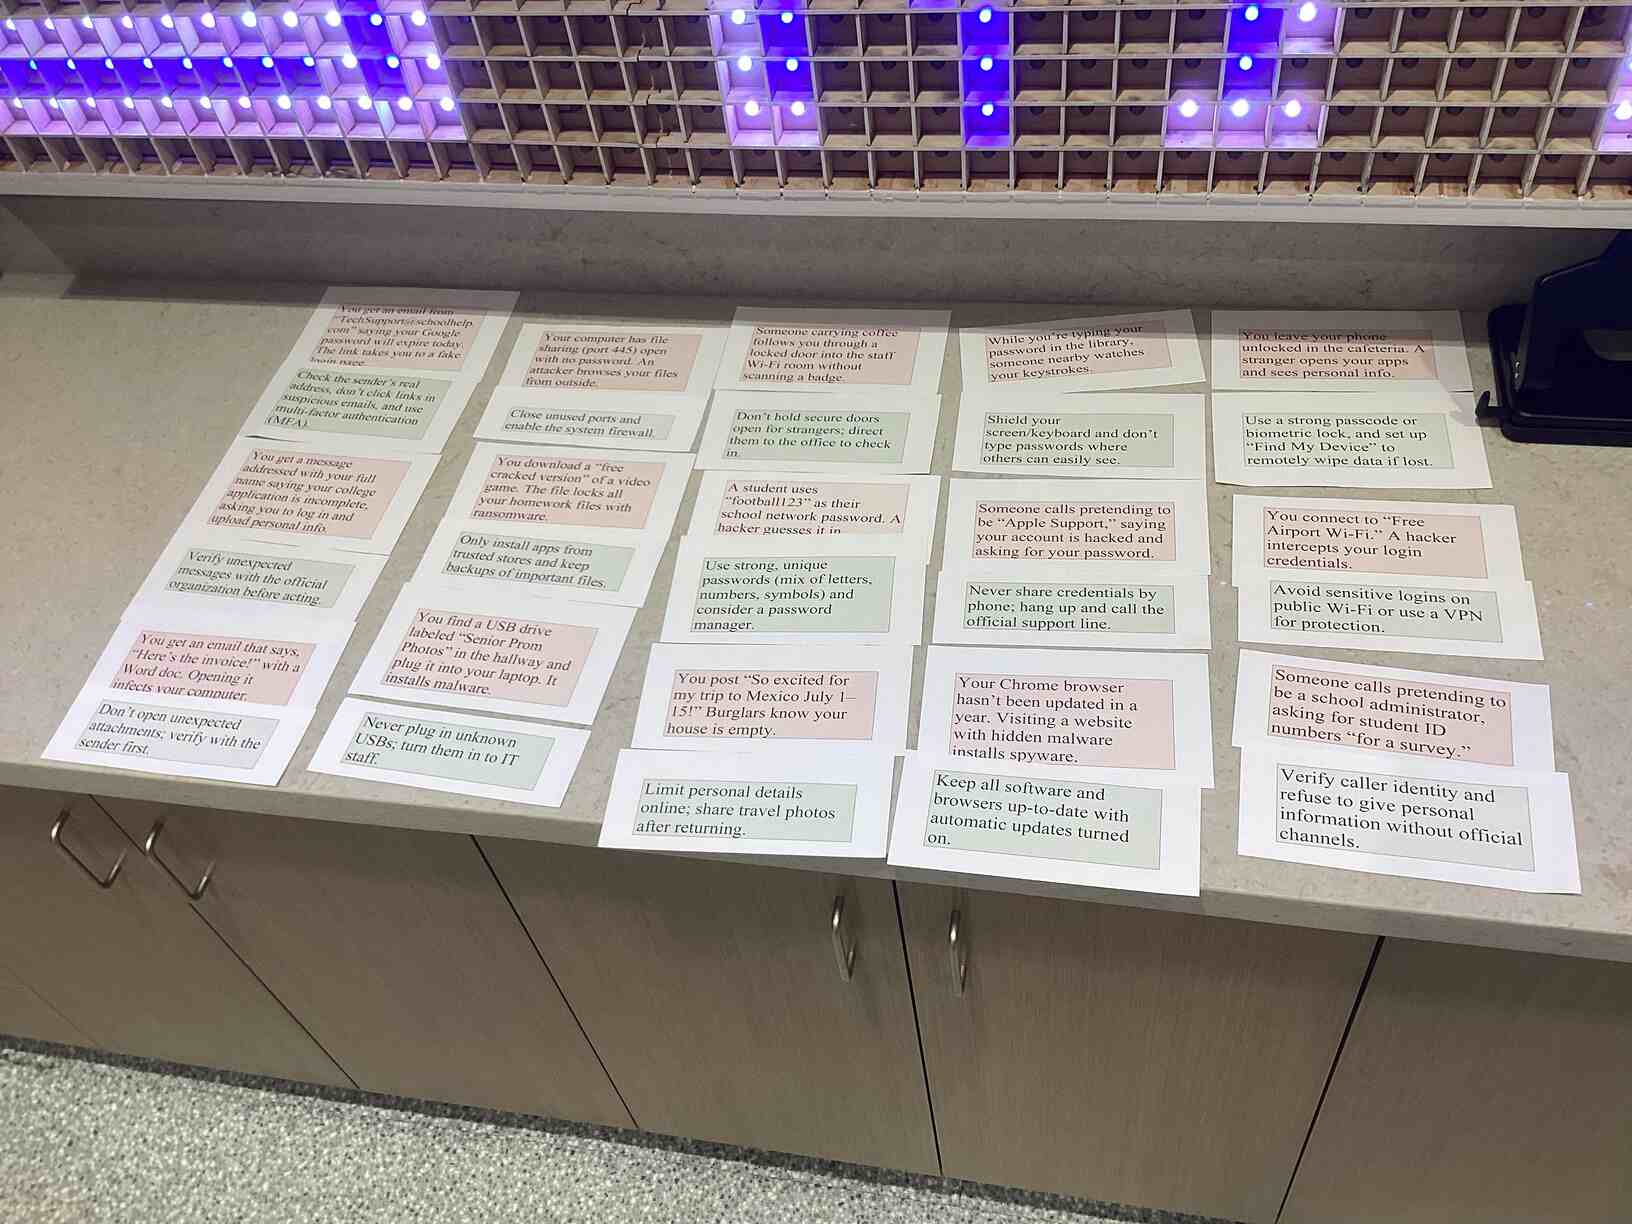 You get an email from
"TechSupport@schoolhelp.
com" saying your Google
password will expire today.
The link takes you to a fake
login page.
Check the sender's real
address, don't click links in
suspicious emails, and use
multi-factor authentication
(MFA).
You get a message
addressed with your full
name saying your college
application is incomplete,
asking you to log in and
upload personal info.
Verify unexpected
messages with the official
organization before acting.
You get an email that says,
"Here's the invoice!" with a
Word doc. Opening it
infects your computer.
Don't open unexpected
attachments; verify with the
sender first.
Your computer has file
sharing (port 445) open
with no password. An
attacker browses your files
from outside.
Close unused ports and
enable the system firewall.
You download a "free
cracked version" of a video
game. The file locks all
your homework files with
ransomware.
Only install apps from
trusted stores and keep
backups of important files.
You find a USB drive
labeled "Senior Prom
Photos" in the hallway and
plug it into your laptop. It
installs malware.
Never plug in unknown
USBs; turn them in to IT
staff.
Someone carrying coffee
follows you through a
locked door into the staff
Wi-Fi room without
scanning a badge.
Don't hold secure doors
open for strangers; direct
them to the office to check
in.
A student uses
"football123" as their
school network password. A
hacker guesses it in
Use strong, unique
passwords (mix of letters,
numbers, symbols) and
consider a password
manager.
You post "So excited for
my trip to Mexico July 1–
15!" Burglars know your
house is empty.
Limit personal details
online; share travel photos
after returning.
While you're typing your
password in the library,
someone nearby watches
your keystrokes.
Shield your
screen/keyboard and don't
type passwords where
others can easily see.
Someone calls pretending to
be "Apple Support," saying
your account is hacked and
asking for your password.
Never share credentials by
phone; hang up and call the
official support line.
Your Chrome browser
hasn't been updated in a
year. Visiting a website
with hidden malware
installs spyware.
Keep all software and
browsers up-to-date with
automatic updates turned
on.
You leave your phone
unlocked in the cafeteria. A
stranger opens your apps
and sees personal info.
Use a strong passcode or
biometric lock, and set up
"Find My Device" to
remotely wipe data if lost.
You connect to "Free
Airport Wi-Fi." A hacker
intercepts your login
credentials.
Avoid sensitive logins on
public Wi-Fi or use a VPN
for protection.
Someone calls pretending to
be a school administrator,
asking for student ID
numbers "for a survey."
Verify caller identity and
refuse to give personal
information without official
channels.